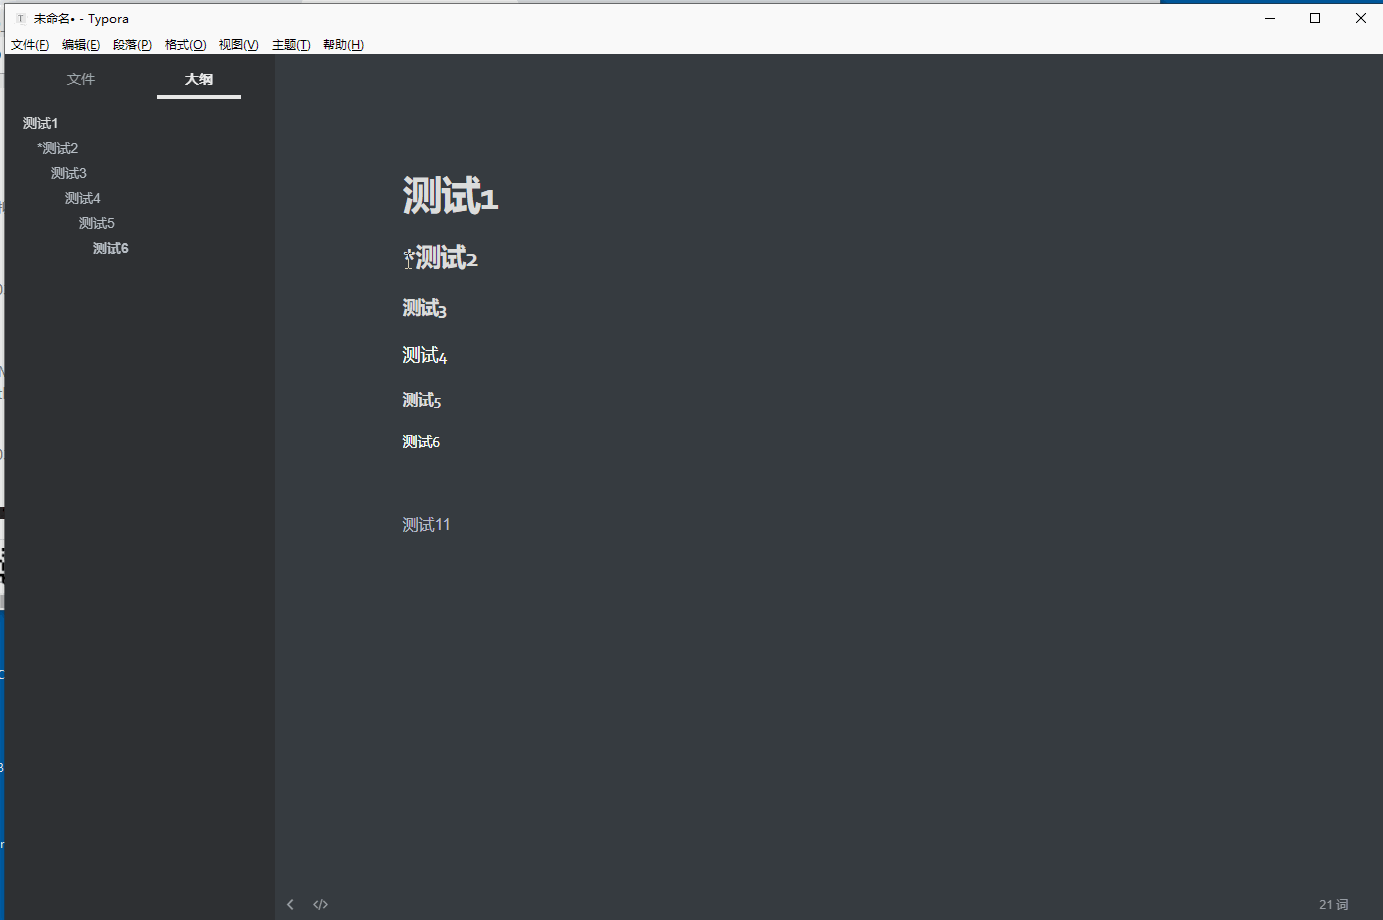 未命名• - Typora
文件(F) 编辑(E) 段落(P) 格式(O) 视图(V) 主题(T) 帮助(H)
文件 大纲
测试1
*测试2
测试3
测试4
测试5
测试6
测试1
*测试2
测试3
测试4
测试5
测试6
测试11
21 词